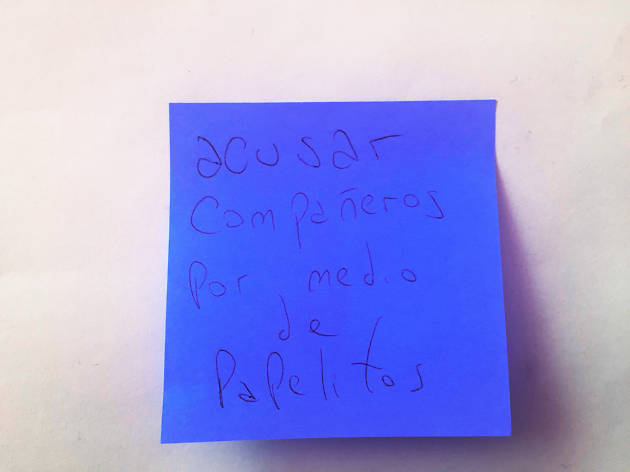 acusar
compañeros
por medio
de
papelitos